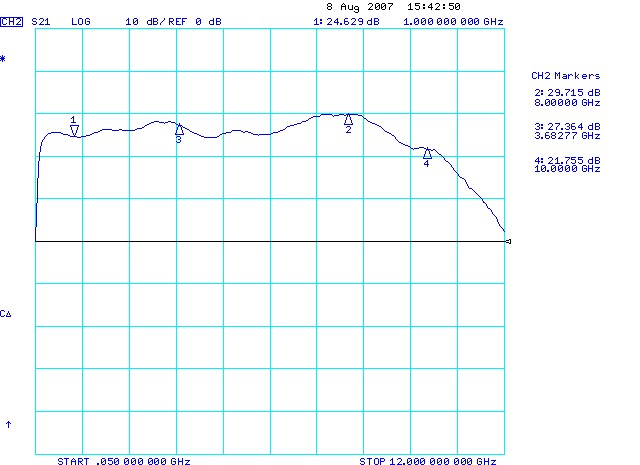 8 Aug 2007 15:42:50
CH2 S21 LOG 10 dB/REF 0 dB 1: 24.629 dB 1.000 000 000 GHz
*
CH2 Markers
2: 29.715 dB
8.00000 GHz
1
3: 27.364 dB
3.68277 GHz
2
3
4: 21.755 dB
10.0000 GHz
4
CΔ
↑
START .050 000 000 GHz STOP 12.000 000 000 GHz